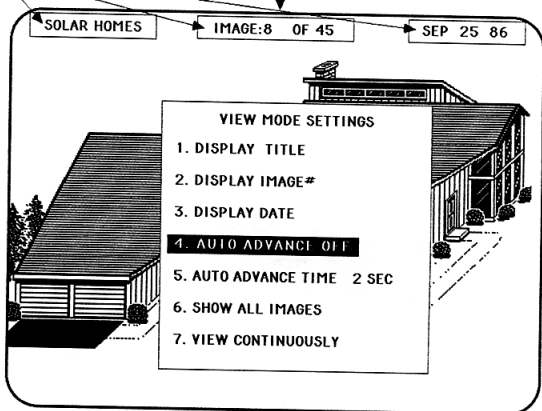 SOLAR HOMES
IMAGE:8 OF 45
SEP 25 86
VIEW MODE SETTINGS
1. DISPLAY TITLE
2. DISPLAY IMAGE#
3. DISPLAY DATE
4. AUTO ADVANCE OFF
5. AUTO ADVANCE TIME 2 SEC
6. SHOW ALL IMAGES
7. VIEW CONTINUOUSLY